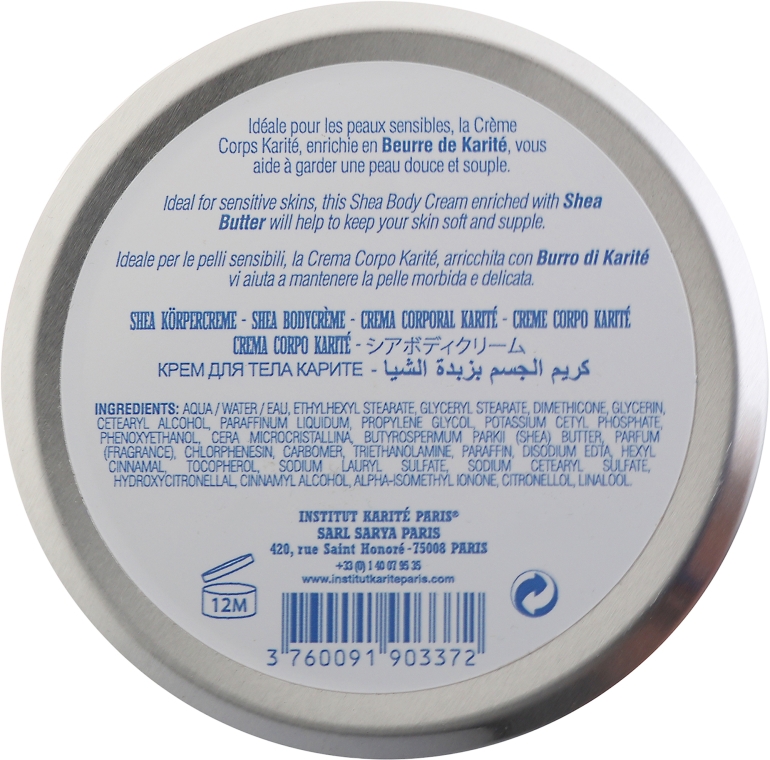 Idéale pour les peaux sensibles, la Crème
Corps Karité, enrichie en Beurre de Karité, vous
aide à garder une peau douce et souple.
Ideal for sensitive skins, this Shea Body Cream enriched with Shea
Butter will help to keep your skin soft and supple.
Ideale per le pelli sensibili, la Crema Corpo Karité, arricchita con Burro di Karité
vi aiuta a mantenere la pelle morbida e delicata.
SHEA KÖRPERCREME - SHEA BODYCRÈME - CREMA CORPORAL KARITÉ - CREME CORPO KARITÉ
CREMA CORPO KARITÉ - シアボディクリーム
КРЕМ ДЛЯ ТЕЛА КАРИТЕ - كريم الجسم بزبدة الشيا
INGREDIENTS: AQUA / WATER / EAU, ETHYLHEXYL STEARATE, GLYCERYL STEARATE, DIMETHICONE, GLYCERIN,
CETEARYL ALCOHOL, PARAFFINUM LIQUIDUM, PROPYLENE GLYCOL, POTASSIUM CETYL PHOSPHATE,
PHENOXYETHANOL, CERA MICROCRISTALLINA, BUTYROSPERMUM PARKII (SHEA) BUTTER, PARFUM
(FRAGRANCE), CHLORPHENESIN, CARBOMER, TRIETHANOLAMINE, PARAFFIN, DISODIUM EDTA, HEXYL
CINNAMAL, TOCOPHEROL, SODIUM LAURYL SULFATE, SODIUM CETEARYL SULFATE,
HYDROXYCITRONELLAL, CINNAMYL ALCOHOL, ALPHA-ISOMETHYL IONONE, CITRONELLOL, LINALOOL.
INSTITUT KARITÉ PARIS®
SARL SARYA PARIS
420, rue Saint Honoré -75008 PARIS
+33 (0) 1 40 07 95 35
www.institutkariteparis.com
12M
3 760091 903372